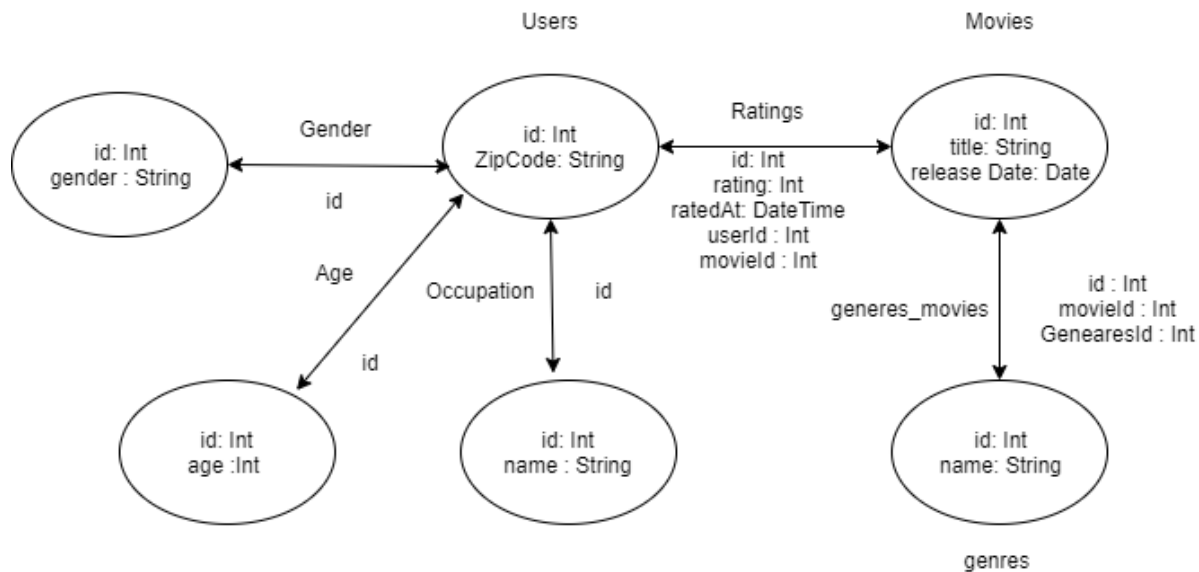 Users
Movies
id: Int
gender : String
Gender
id
id: Int
ZipCode: String
Ratings
id: Int
rating: Int
ratedAt: DateTime
userId : Int
movieId : Int
id: Int
title: String
release Date: Date
Age
id
Occupation
id
generes_movies
id : Int
movieId : Int
GenearesId : Int
id: Int
age :Int
id: Int
name : String
id: Int
name: String
genres